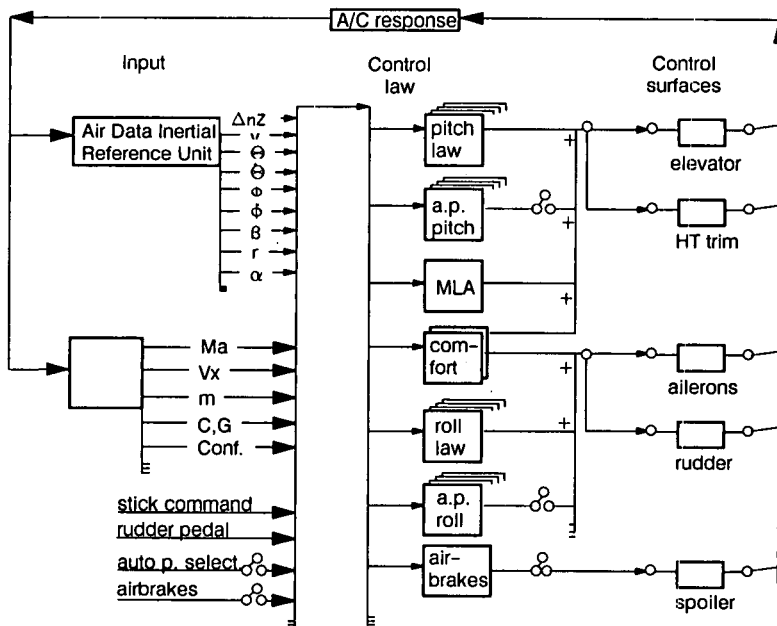 A/C response
Input
Control
law
Control
surfaces
Air Data Inertial
Reference Unit
ΔnZ
v
Θ
Θ̇
Φ
Φ̇
β
r
α
Ma
Vx
m
C,G
Conf.
stick command
rudder pedal
auto p. select
airbrakes
pitch
law
+
a.p.
pitch
+
MLA
+
com-
fort
+
roll
law
+
a.p.
roll
air-
brakes
elevator
HT trim
ailerons
rudder
spoiler